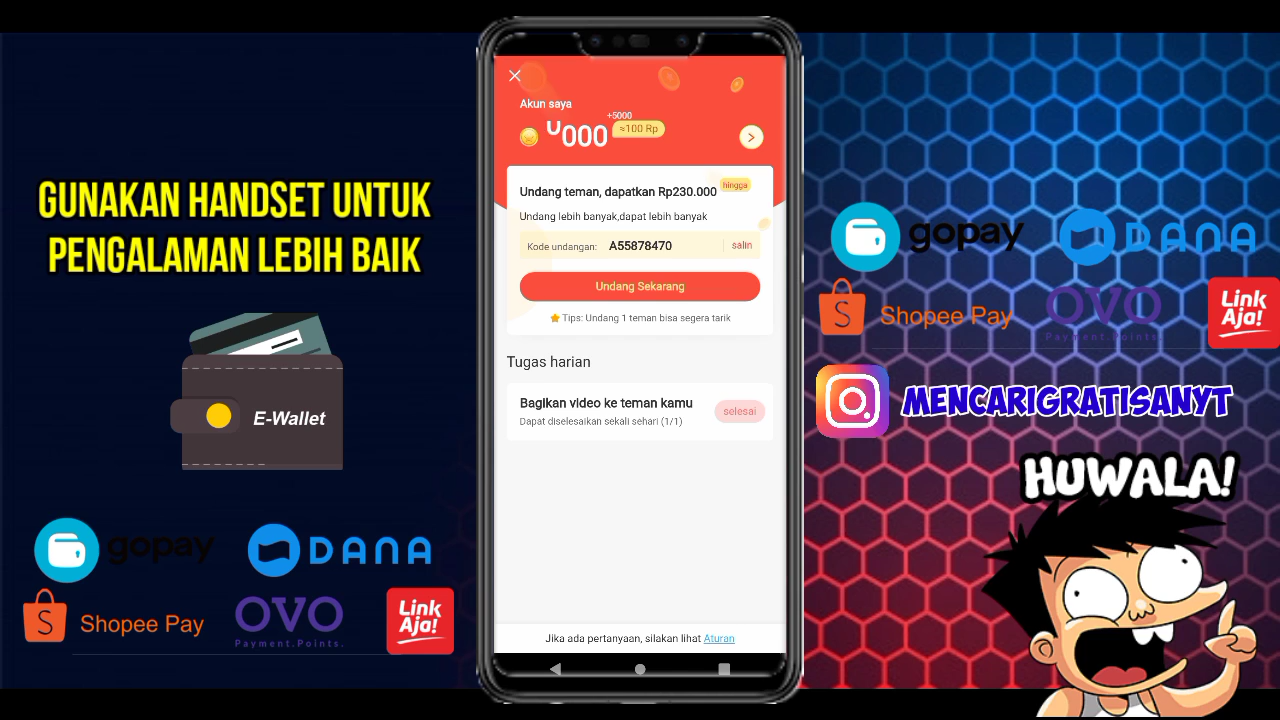 GUNAKAN HANDSET UNTUK
PENGALAMAN LEBIH BAIK
E-Wallet
gopay
DANA
Shopee Pay
OVO
Payment.Points.
Link
Aja!
Akun saya
+5000
000
≈100 Rp
Undang teman, dapatkan Rp230.000
hingga
Undang lebih banyak,dapat lebih banyak
Kode undangan: A55878470 salin
Undang Sekarang
Tips: Undang 1 teman bisa segera tarik
Tugas harian
Bagikan video ke teman kamu
selesai
Dapat diselesaikan sekali sehari (1/1)
Jika ada pertanyaan, silakan lihat Aturan
gopay
DANA
Shopee Pay
OVO
Payment.Points.
Link
Aja!
MENCARIGRATISANYT
HUWALA!